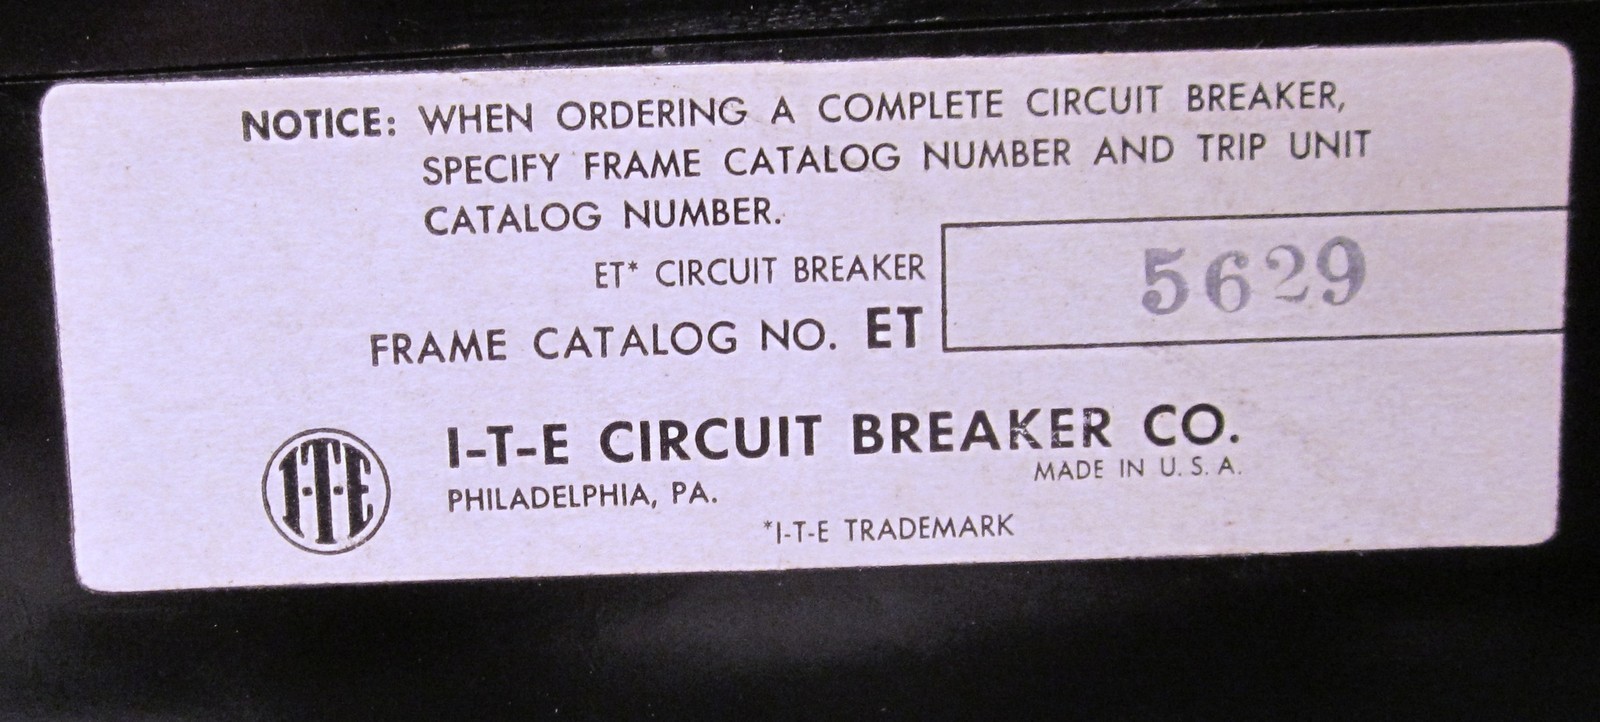 NOTICE: WHEN ORDERING A COMPLETE CIRCUIT BREAKER,
SPECIFY FRAME CATALOG NUMBER AND TRIP UNIT
CATALOG NUMBER.
ET* CIRCUIT BREAKER
FRAME CATALOG NO. ET 5629
I-T-E
I-T-E CIRCUIT BREAKER CO.
MADE IN U. S. A.
PHILADELPHIA, PA.
*I-T-E TRADEMARK